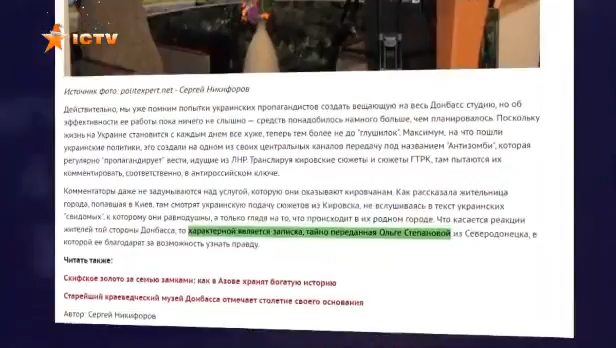 ICTV
Источник фото: politexpert.net - Сергей Никифоров
Действительно, мы уже помним попытки украинских пропагандистов создать вещающую на весь Донбасс студию, но об
эффективности ее работы пока ничего не слышно — средств понадобилось намного больше, чем планировалось. Поскольку
жизнь на Украине становится с каждым днем все хуже, теперь тем более не до "глушилок". Максимум, на что пошли
украинские политики, это создали на одном из своих центральных каналов передачу под названием "Антизомби", которая
регулярно "пропагандирует" вести, идущие из ЛНР. Транслируя кировские сюжеты и сюжеты ГТРК, там пытаются их
комментировать, соответственно, в антироссийском ключе.
Комментаторы даже не задумываются над услугой, которую они оказывают кировчанам. Как рассказала жительница
города, попавшая в Киев, там смотрят украинскую подачу сюжетов из Кировска, не вслушиваясь в текст украинских
"свидомых", к которому они равнодушны, а только глядя на то, что происходит в их родном городе. Что касается реакции
жителей той стороны Донбасса, то характерной является записка, тайно переданная Ольге Степановой из Северодонецка, в
которой ее благодарят за возможность узнать правду.
Читать также:
Скифское золото за семью замками: как в Азове хранят богатую историю
Старейший краеведческий музей Донбасса отмечает столетие своего основания
Автор: Сергей Никифоров